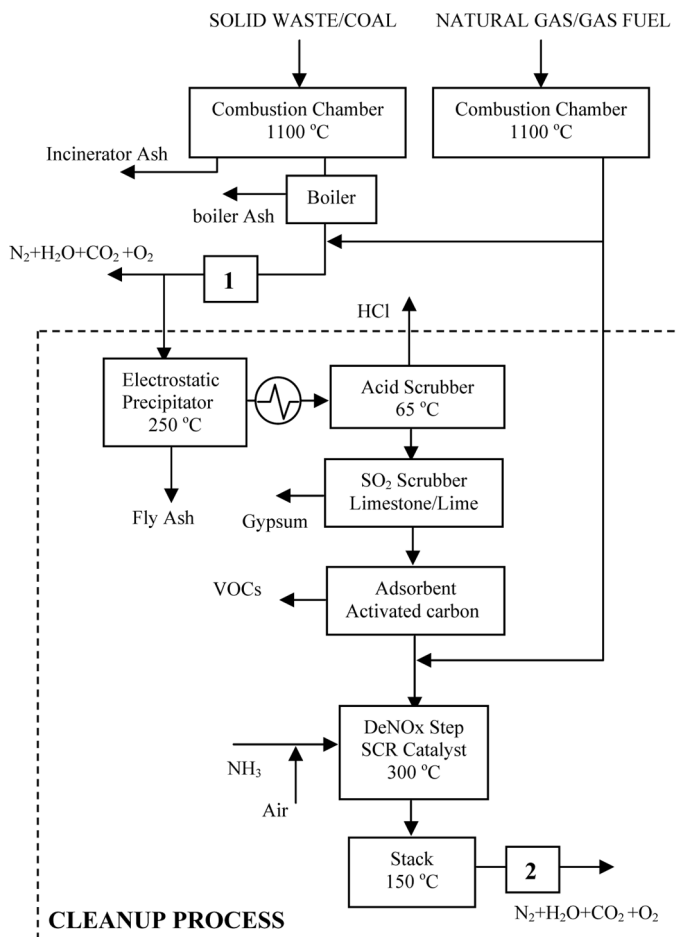 SOLID WASTE/COAL
NATURAL GAS/GAS FUEL
Combustion Chamber
1100 °C
Combustion Chamber
1100 °C
Incinerator Ash
Boiler
boiler Ash
N₂+H₂O+CO₂+O₂
1
HCl
Electrostatic
Precipitator
250 °C
Acid Scrubber
65 °C
SO₂ Scrubber
Limestone/Lime
Fly Ash
Gypsum
VOCs
Adsorbent
Activated carbon
DeNOx Step
SCR Catalyst
300 °C
NH₃
Air
Stack
150 °C
2
N₂+H₂O+CO₂+O₂
CLEANUP PROCESS